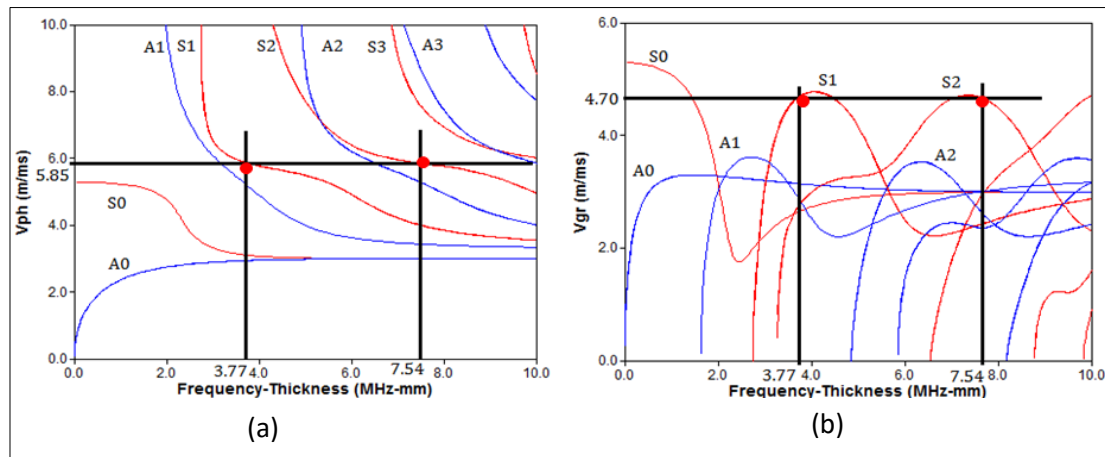 10.0
A1
S1
S2
A2
S3
A3
8.0
6.0
5.85
Vph (m/ms)
4.0
S0
2.0
A0
0.0
0.0
2.0
3.77
4.0
6.0
7.54
8.0
10.0
Frequency-Thickness (MHz-mm)
(a)
6.0
S0
S1
S2
4.70
4.0
Vgr (m/ms)
A1
A2
A0
2.0
0.0
0.0
2.0
3.77
4.0
6.0
7.54
8.0
10.0
Frequency-Thickness (MHz-mm)
(b)